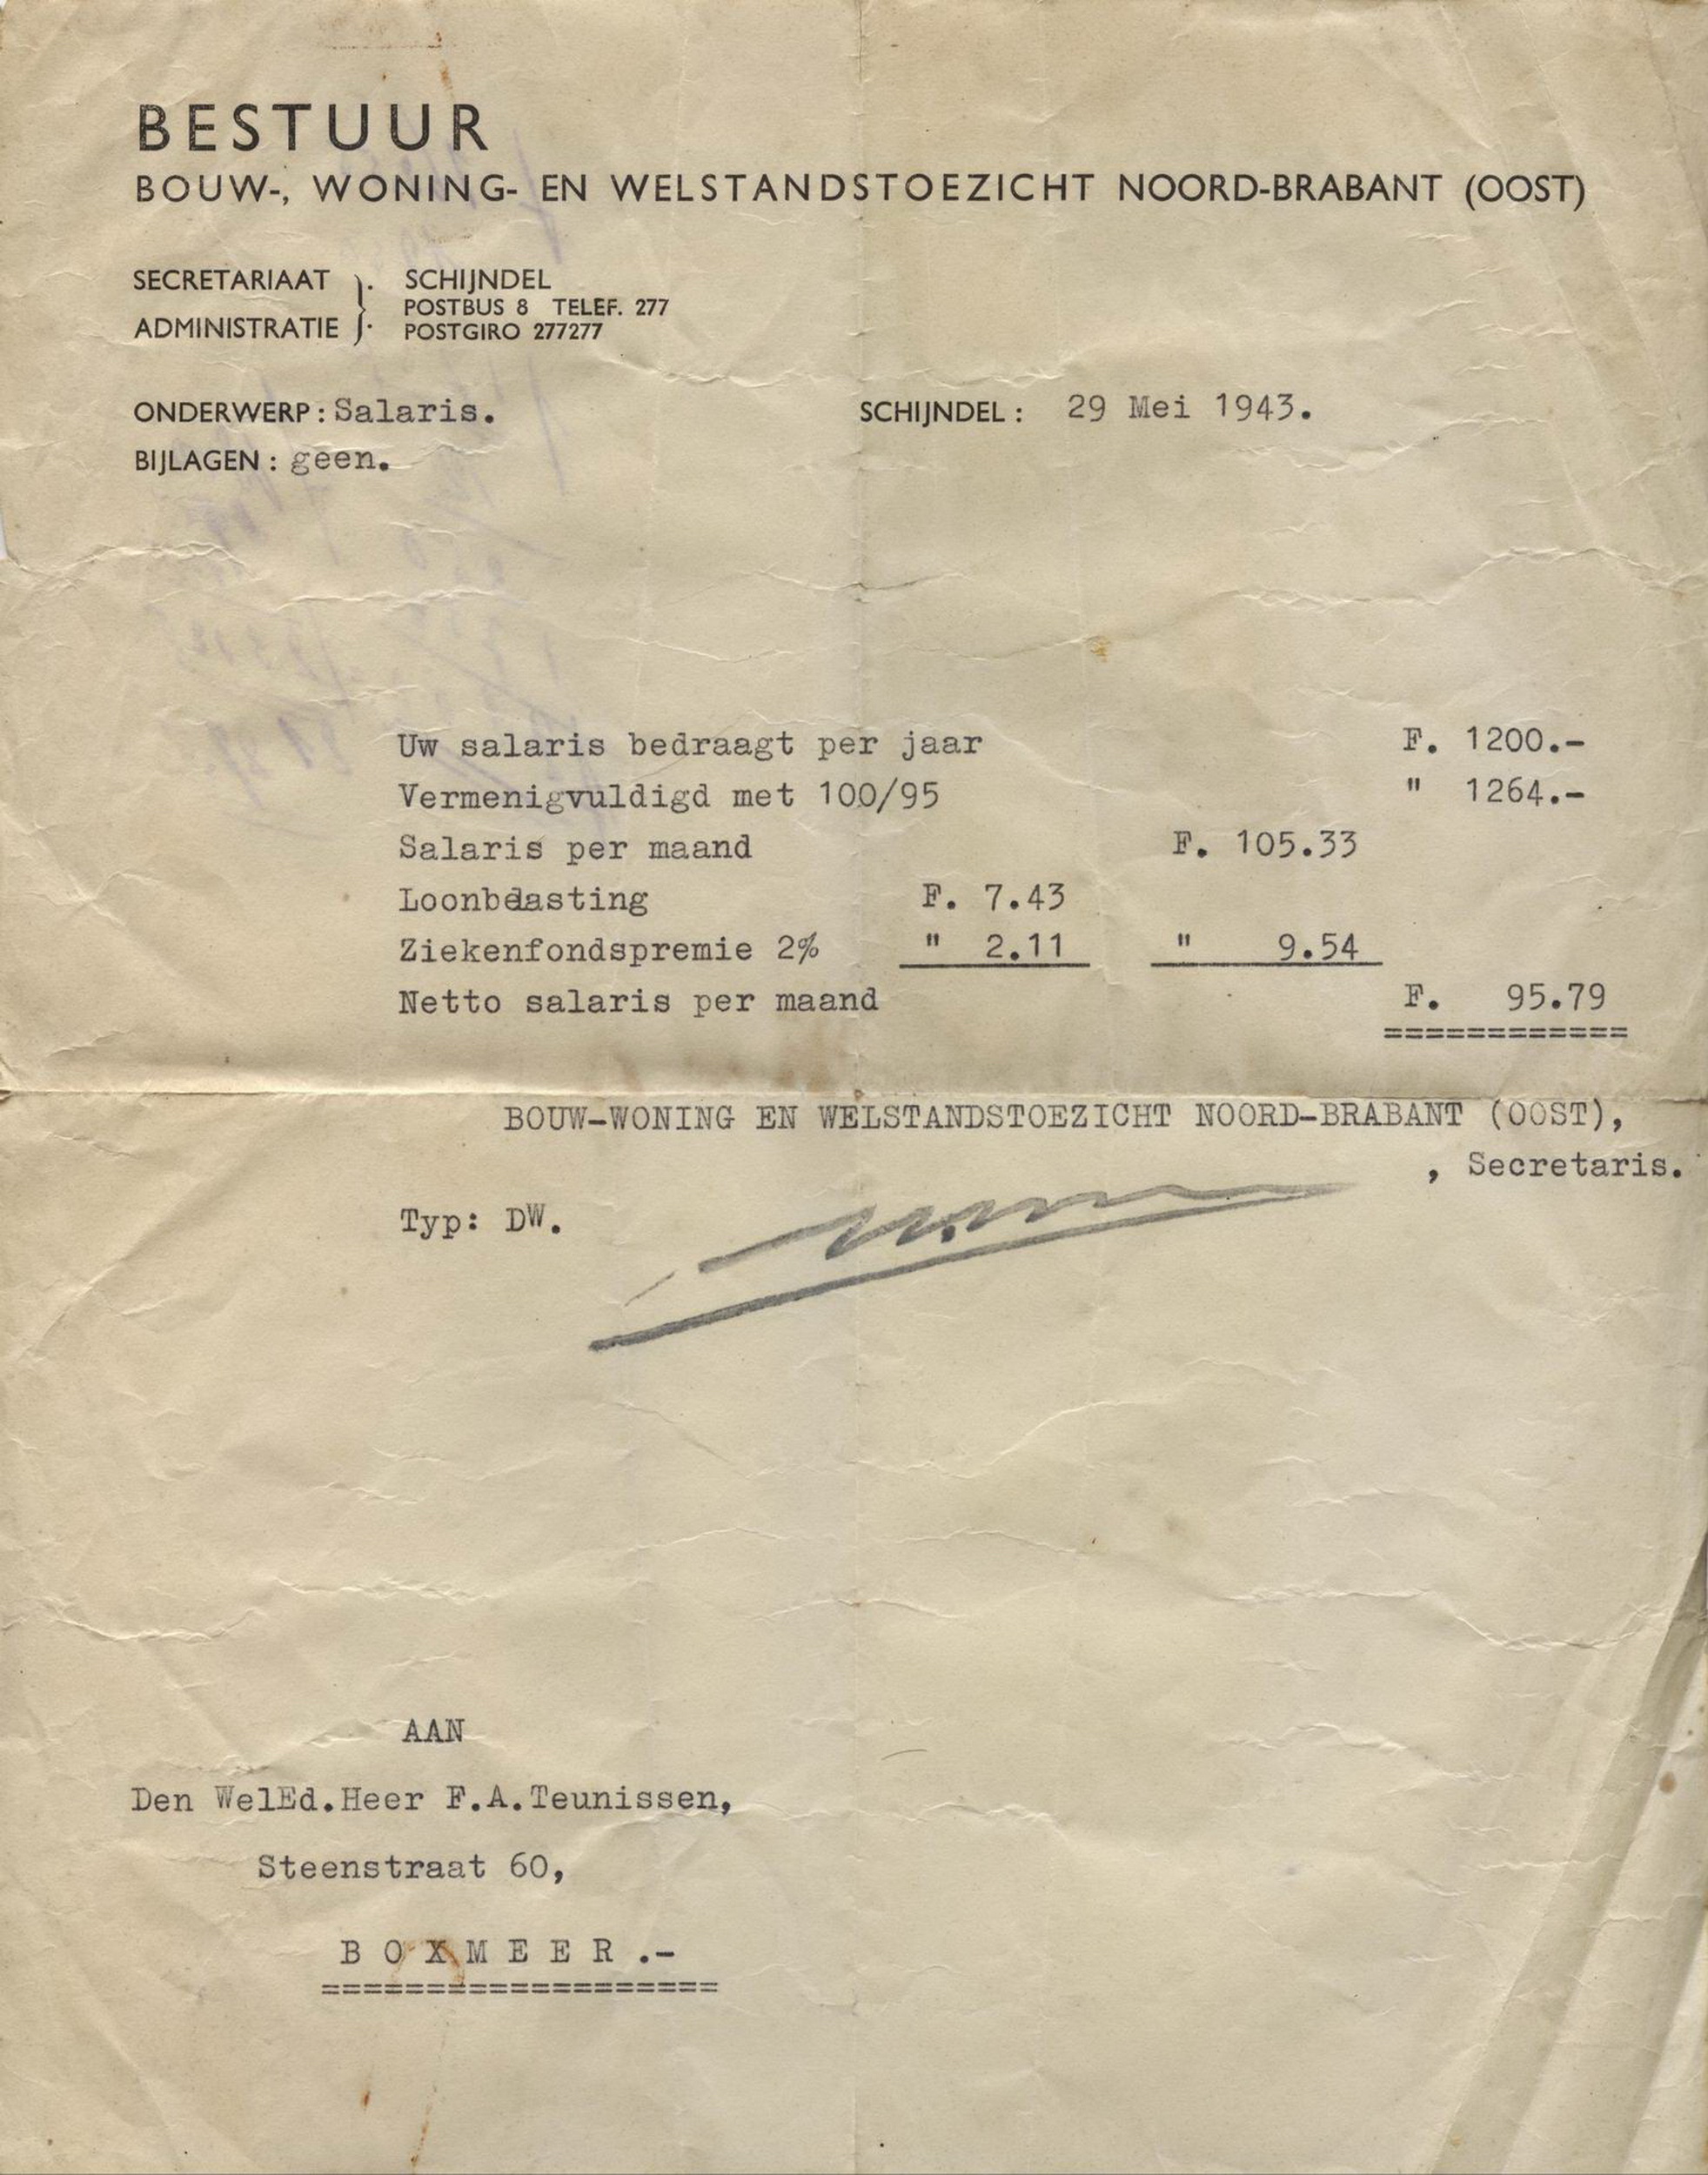 BESTUUR
BOUW-, WONING- EN WELSTANDSTOEZICHT NOORD-BRABANT (OOST)
SECRETARIAAT
ADMINISTRATIE
SCHIJNDEL
POSTBUS 8 TELEF. 277
POSTGIRO 277277
ONDERWERP: Salaris.
SCHIJNDEL: 29 Mei 1943.
BIJLAGEN: geen.
Uw salaris bedraagt per jaar F. 1200.-
Vermenigvuldigd met 100/95 " 1264.-
Salaris per maand F. 105.33
Loonbelasting F. 7.43
Ziekenfondspremie 2% " 2.11 " 9.54
Netto salaris per maand F. 95.79
============
BOUW-WONING EN WELSTANDSTOEZICHT NOORD-BRABANT (OOST),
, Secretaris.
Typ: DW.
AAN
Den WelEd.Heer F.A.Teunissen,
Steenstraat 60,
B O X M E E R .-
===================